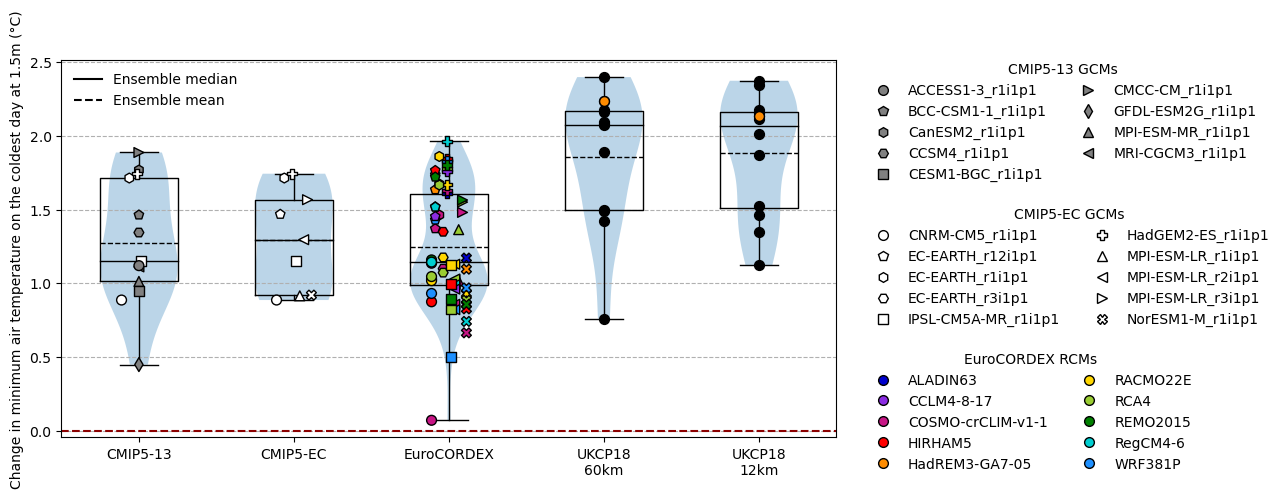 Change in minimum air temperature on the coldest day at 1.5m (°C)
2.5
2.0
1.5
1.0
0.5
0.0
Ensemble median
Ensemble mean
CMIP5-13
CMIP5-EC
EuroCORDEX
UKCP18
60km
UKCP18
12km
CMIP5-13 GCMs
ACCESS1-3_r1i1p1
BCC-CSM1-1_r1i1p1
CanESM2_r1i1p1
CCSM4_r1i1p1
CESM1-BGC_r1i1p1
CMCC-CM_r1i1p1
GFDL-ESM2G_r1i1p1
MPI-ESM-MR_r1i1p1
MRI-CGCM3_r1i1p1
CMIP5-EC GCMs
CNRM-CM5_r1i1p1
EC-EARTH_r12i1p1
EC-EARTH_r1i1p1
EC-EARTH_r3i1p1
IPSL-CM5A-MR_r1i1p1
HadGEM2-ES_r1i1p1
MPI-ESM-LR_r1i1p1
MPI-ESM-LR_r2i1p1
MPI-ESM-LR_r3i1p1
NorESM1-M_r1i1p1
EuroCORDEX RCMs
ALADIN63
CCLM4-8-17
COSMO-crCLIM-v1-1
HIRHAM5
HadREM3-GA7-05
RACMO22E
RCA4
REMO2015
RegCM4-6
WRF381P